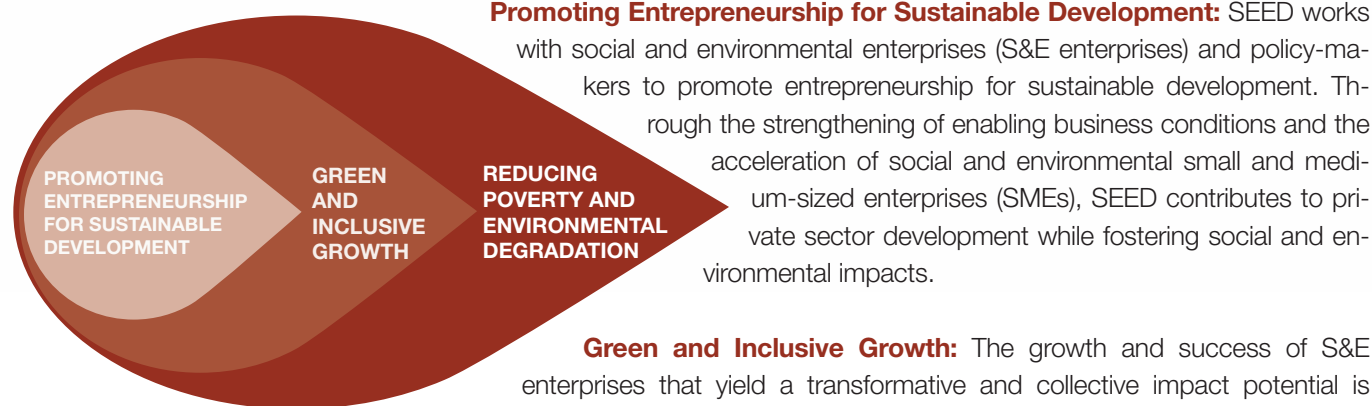 PROMOTING
ENTREPRENEURSHIP
FOR SUSTAINABLE
DEVELOPMENT
GREEN
AND
INCLUSIVE
GROWTH
REDUCING
POVERTY AND
ENVIRONMENTAL
DEGRADATION
Promoting Entrepreneurship for Sustainable Development: SEED works
with social and environmental enterprises (S&E enterprises) and policy-ma-
kers to promote entrepreneurship for sustainable development. Th-
rough the strengthening of enabling business conditions and the
acceleration of social and environmental small and medi-
um-sized enterprises (SMEs), SEED contributes to pri-
vate sector development while fostering social and en-
vironmental impacts.
Green and Inclusive Growth: The growth and success of S&E
enterprises that yield a transformative and collective impact potential is